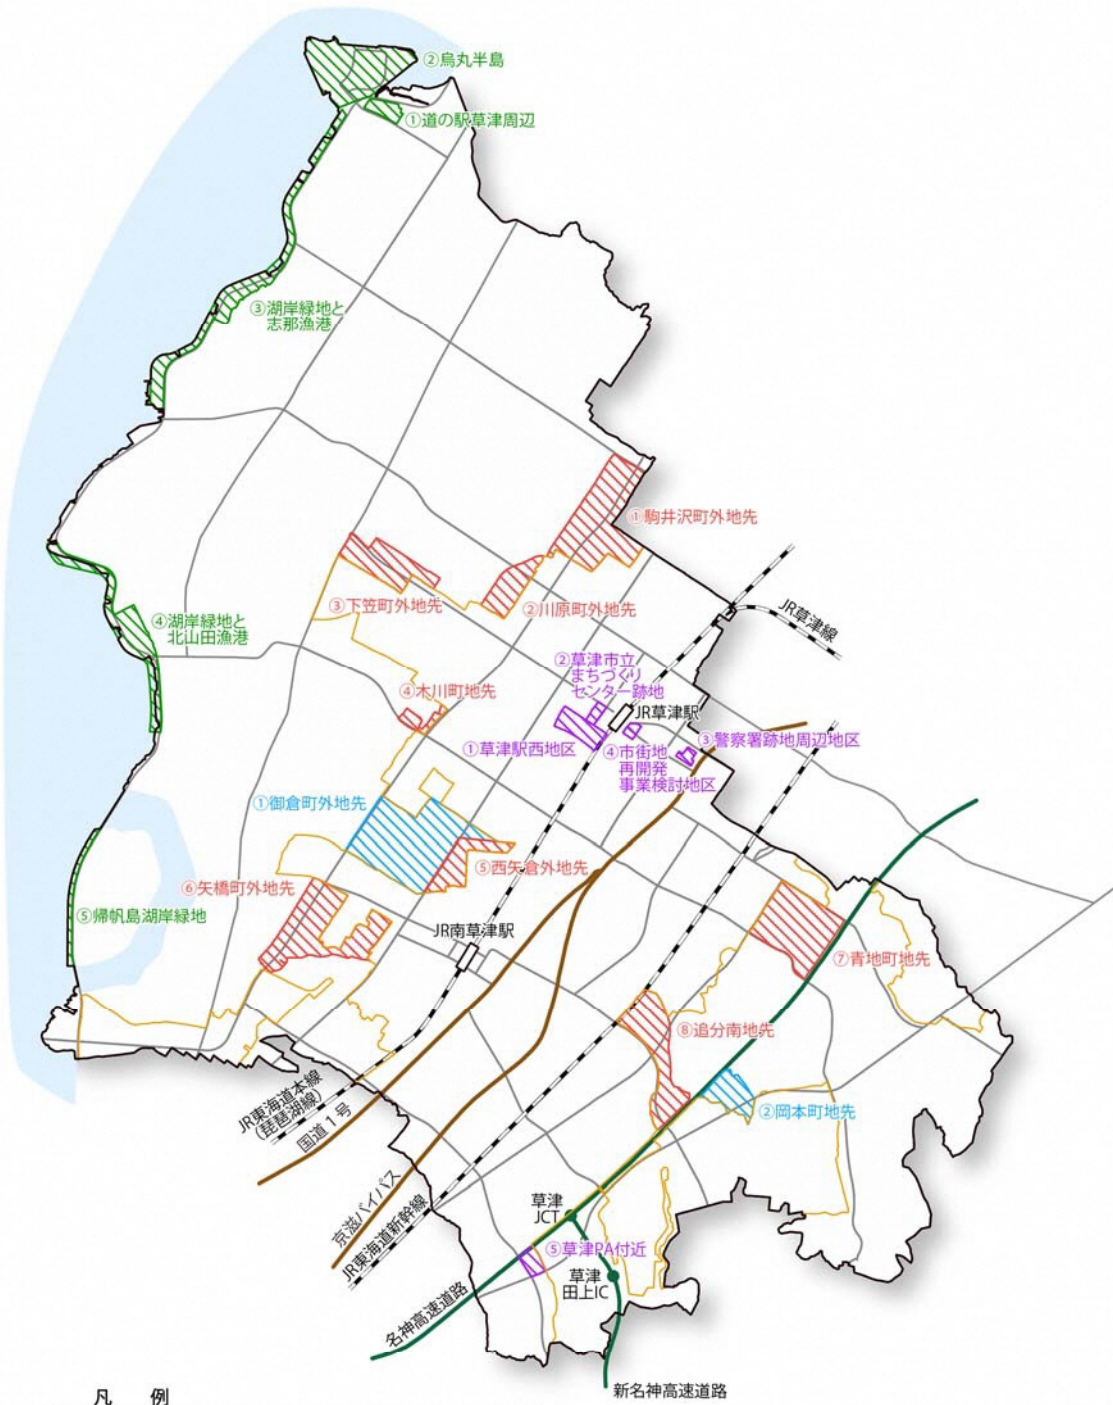 ②烏丸半島
①道の駅草津周辺
③湖岸緑地と
志那漁港
①駒井沢町外地先
③下笠町外地先
②川原町外地先
④湖岸緑地と
北山田漁港
JR草津線
②草津市立
まちづくり
センター跡地
④木川町地先
JR草津駅
①草津駅西地区
③警察署跡地周辺地区
④市街地
再開発
事業検討地区
①御倉町外地先
⑤西矢倉外地先
⑥矢橋町外地先
⑤帰帆島湖岸緑地
JR南草津駅
⑦青地町地先
⑧追分南地先
②岡本町地先
JR東海道本線
（琵琶湖線）
国道１号
京滋バイパス
JR東海道新幹線
草津
JCT
⑤草津PA付近
草津
田上IC
名神高速道路
新名神高速道路
凡　例